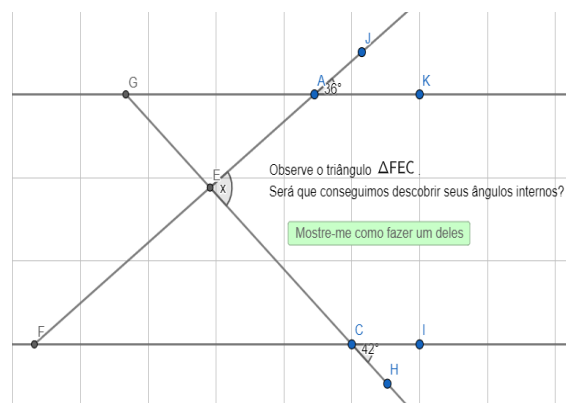 J
G
A
K
36°
E
x
Observe o triângulo ΔFEC .
Será que conseguimos descobrir seus ângulos internos?
Mostre-me como fazer um deles
F
C
I
42°
H